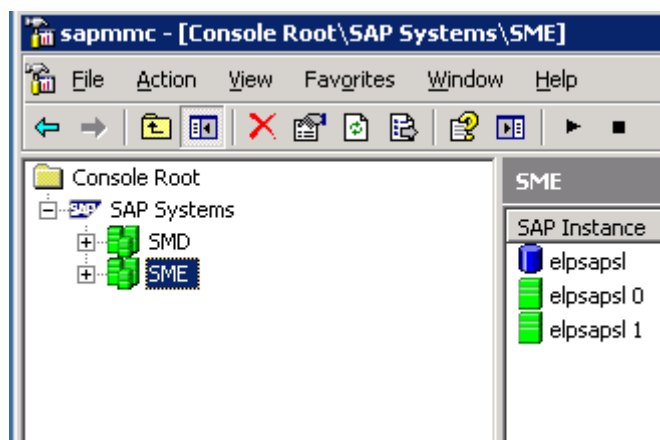 sapmmc - [Console Root\SAP Systems\SME]
File Action View Favorites Window Help
Console Root
SAP SAP Systems
SMD
SME
SME
SAP Instance
elpsapsl
elpsapsl 0
elpsapsl 1